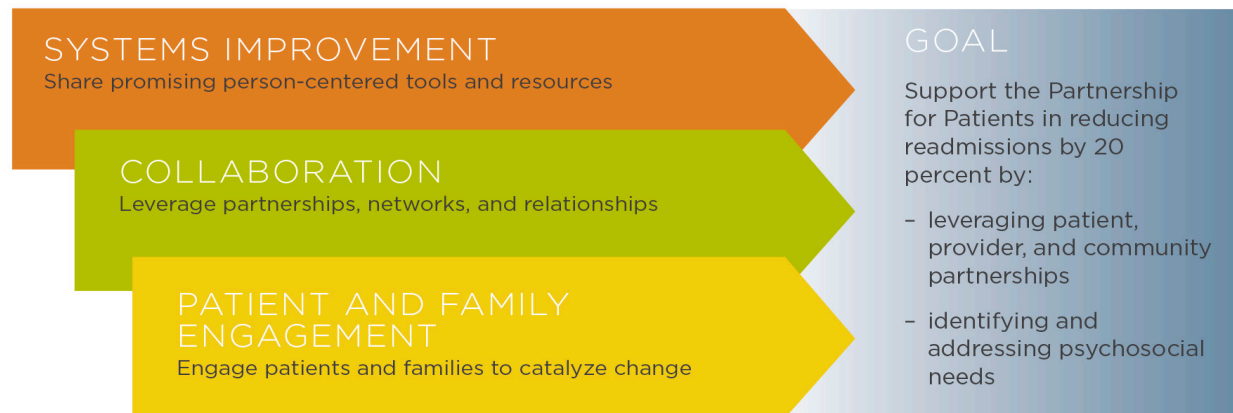 SYSTEMS IMPROVEMENT
Share promising person-centered tools and resources
COLLABORATION
Leverage partnerships, networks, and relationships
PATIENT AND FAMILY
ENGAGEMENT
Engage patients and families to catalyze change
GOAL
Support the Partnership
for Patients in reducing
readmissions by 20
percent by:
– leveraging patient,
provider, and community
partnerships
– identifying and
addressing psychosocial
needs